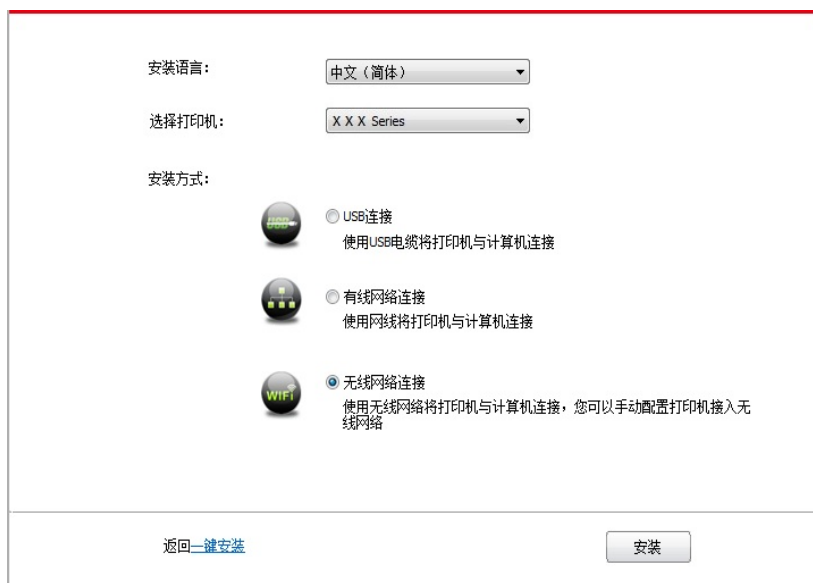 安装语言：
中文（简体）
选择打印机：
X X X Series
安装方式：
USB
USB连接
使用USB电缆将打印机与计算机连接
有线网络连接
使用网线将打印机与计算机连接
WiFi
无线网络连接
使用无线网络将打印机与计算机连接，您可以手动配置打印机接入无
线网络
返回一键安装
安装